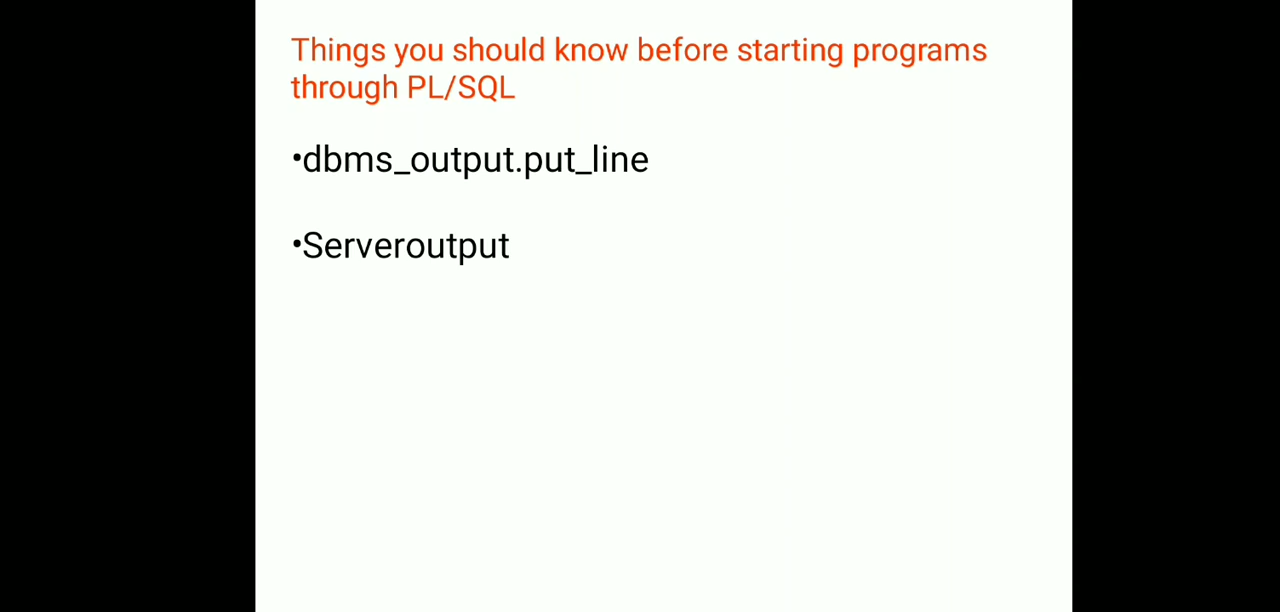 Things you should know before starting programs
through PL/SQL
•dbms_output.put_line
•Serveroutput